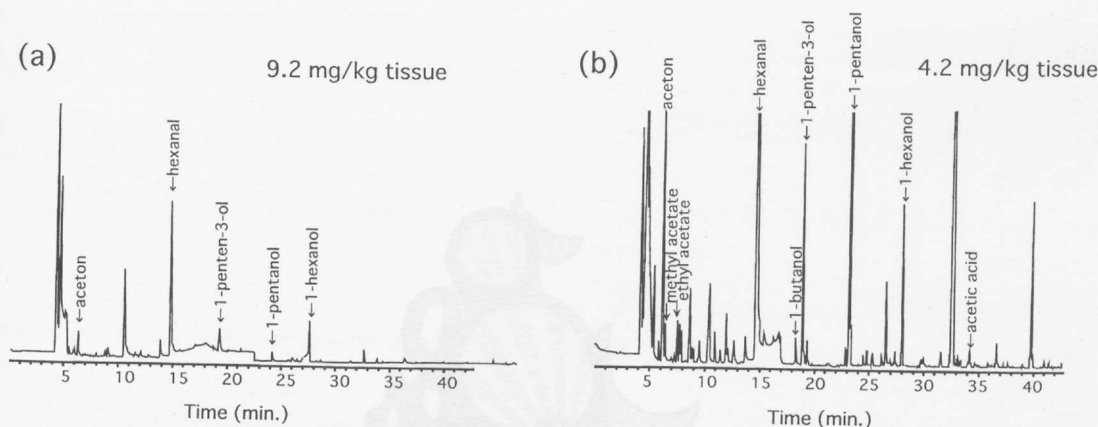 (a)
9.2 mg/kg tissue
aceton
←hexanal
←1-penten-3-ol
←1-pentanol
←1-hexanol
5 10 15 20 25 30 35 40
Time (min.)
(b)
4.2 mg/kg tissue
aceton
methyl acetate
ethyl acetate
←hexanal
←1-butanol
←1-penten-3-ol
←1-pentanol
←1-hexanol
acetic acid
5 10 15 20 25 30 35 40
Time (min.)